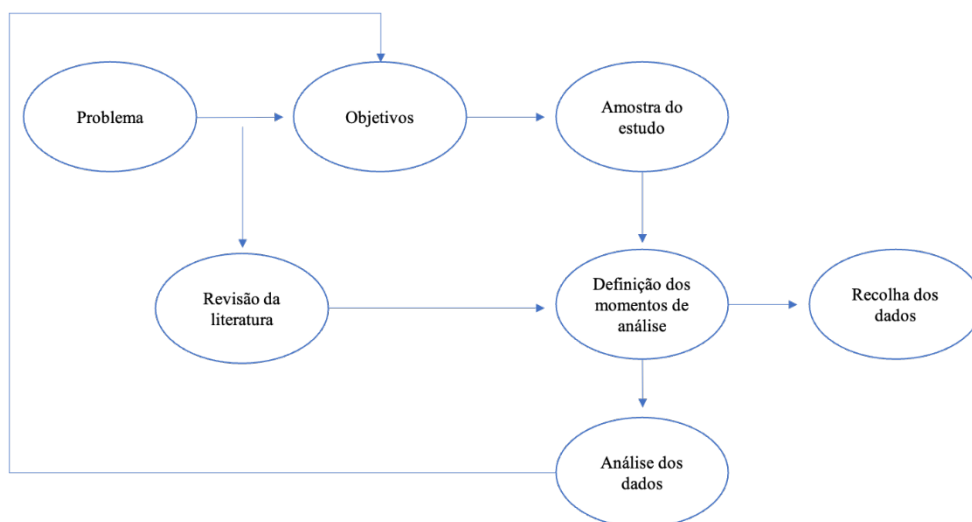 Problema
Objetivos
Amostra do
estudo
Revisão da
literatura
Definição dos
momentos de
análise
Recolha dos
dados
Análise dos
dados